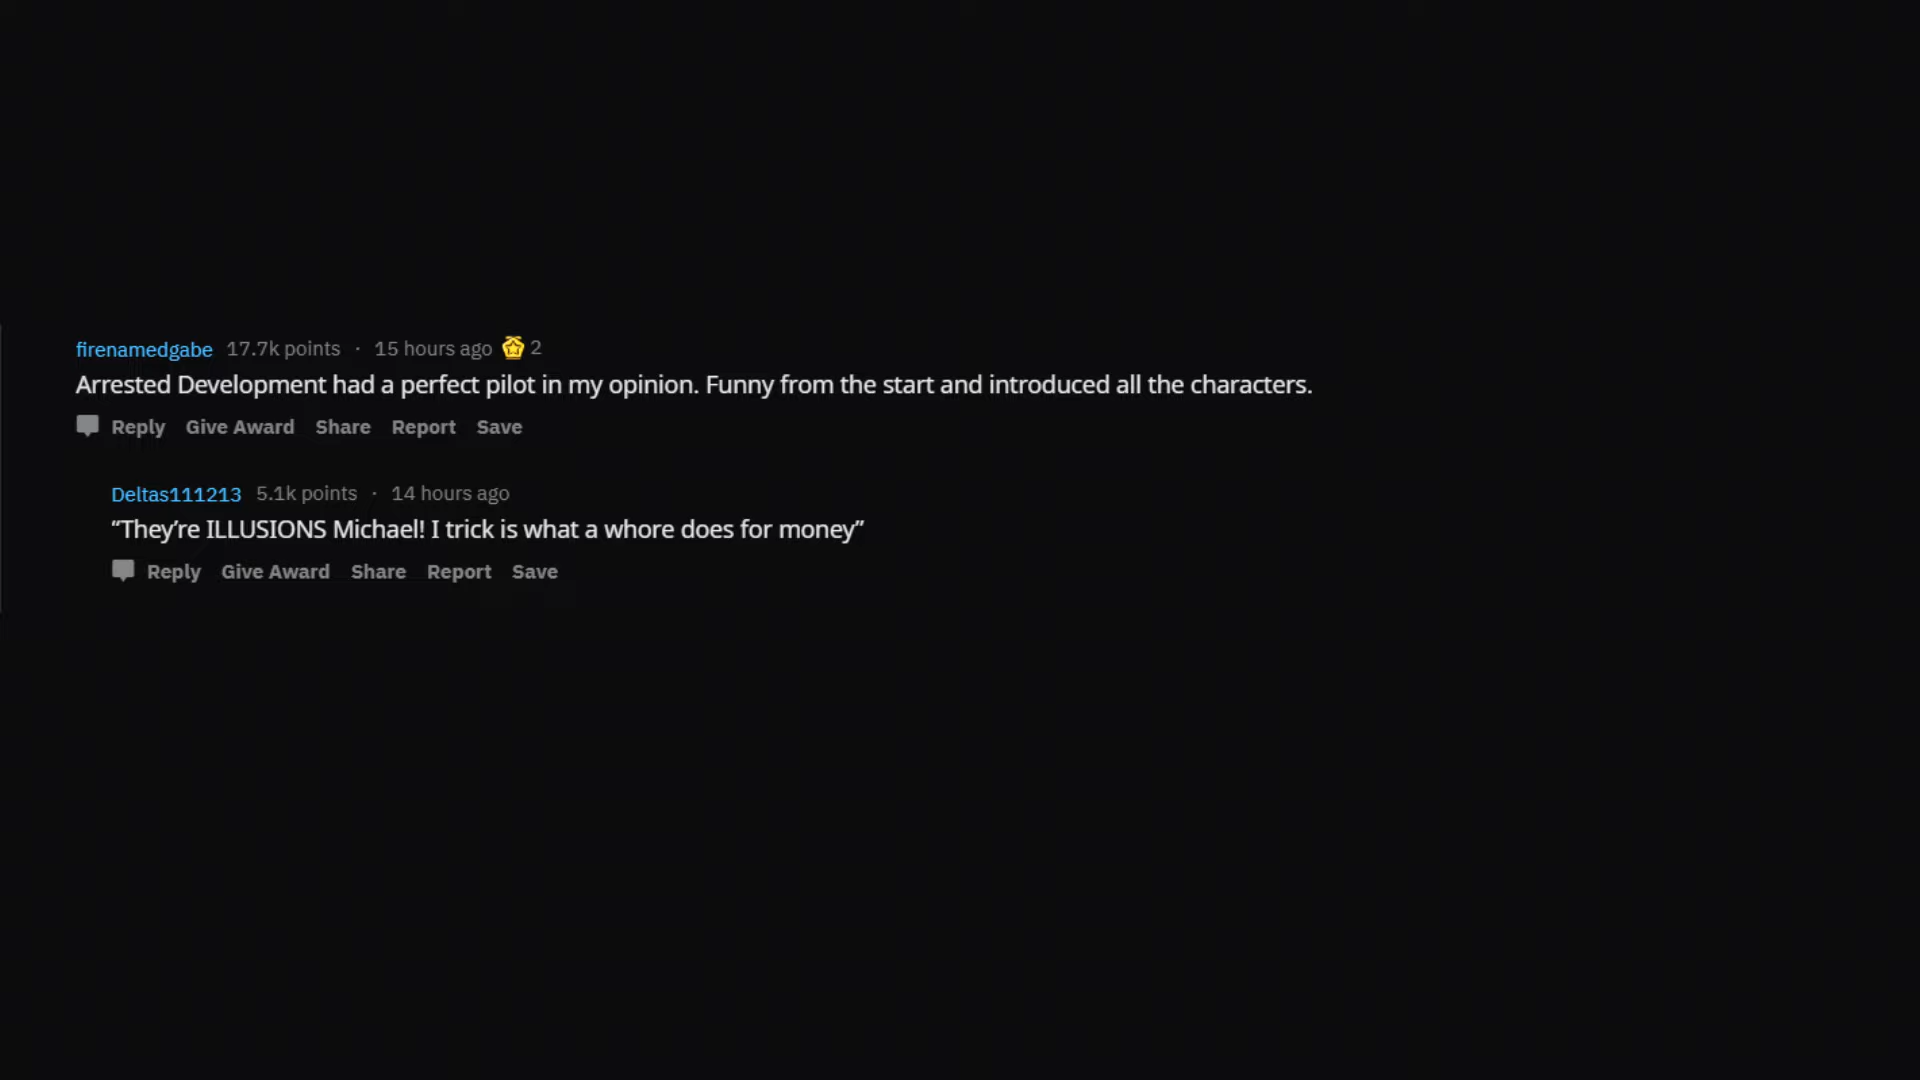 firenamedgabe 17.7k points · 15 hours ago 2
Arrested Development had a perfect pilot in my opinion. Funny from the start and introduced all the characters.
Reply Give Award Share Report Save
Deltas111213 5.1k points · 14 hours ago
“They’re ILLUSIONS Michael! I trick is what a whore does for money”
Reply Give Award Share Report Save